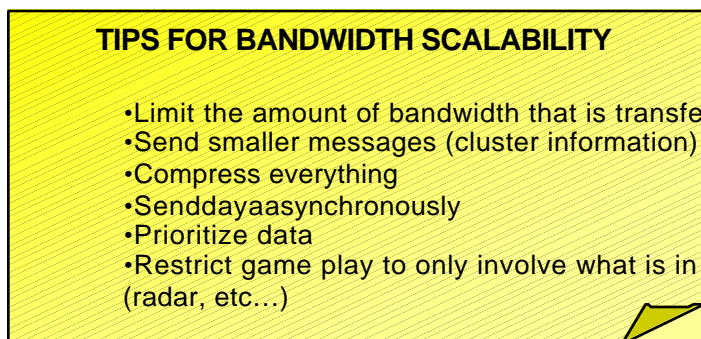 TIPS FOR BANDWIDTH SCALABILITY
•Limit the amount of bandwidth that is transfe
•Send smaller messages (cluster information)
•Compress everything
•Senddayaasynchronously
•Prioritize data
•Restrict game play to only involve what is in
(radar, etc…)